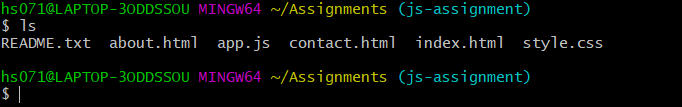 hs071@LAPTOP-3ODDSSOU MINGW64 ~/Assignments (js-assignment)
$ ls
README.txt  about.html  app.js  contact.html  index.html  style.css

hs071@LAPTOP-3ODDSSOU MINGW64 ~/Assignments (js-assignment)
$